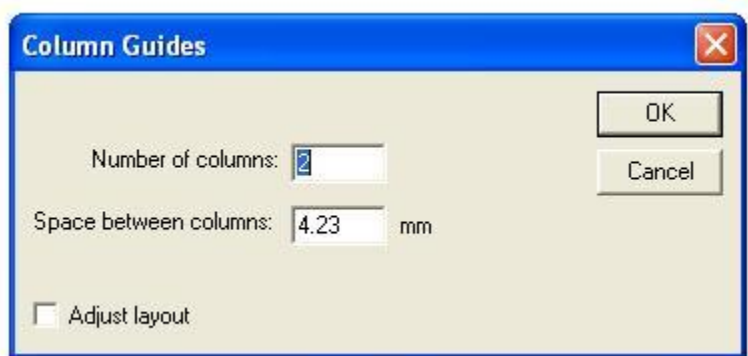 Column Guides
OK
Number of columns: 2
Cancel
Space between columns: 4.23 mm
Adjust layout